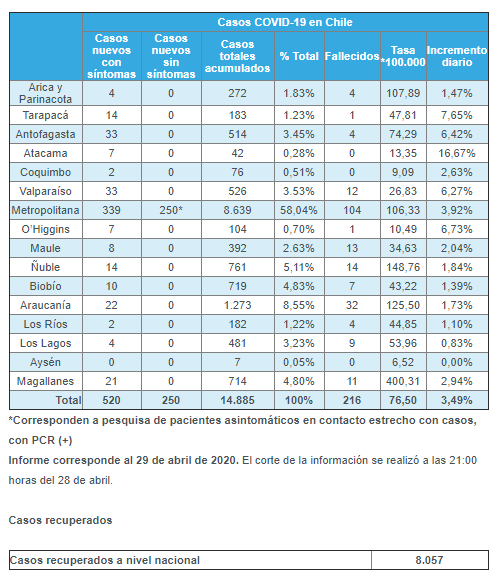 Casos COVID-19 en Chile
Casos nuevos con síntomas Casos nuevos sin síntomas Casos totales acumulados % Total Fallecidos Tasa *100.000 Incremento diario
Arica y Parinacota 4 0 272 1.83% 4 107,89 1,47%
Tarapacá 14 0 183 1.23% 1 47,81 7,65%
Antofagasta 33 0 514 3.45% 4 74,29 6,42%
Atacama 7 0 42 0,28% 0 13,35 16,67%
Coquimbo 2 0 76 0,51% 0 9,09 2,63%
Valparaíso 33 0 526 3.53% 12 26,83 6,27%
Metropolitana 339 250* 8.639 58,04% 104 106,33 3,92%
O'Higgins 7 0 104 0,70% 1 10,49 6,73%
Maule 8 0 392 2.63% 13 34,63 2,04%
Ñuble 14 0 761 5,11% 14 148,76 1,84%
Biobío 10 0 719 4,83% 7 43,22 1,39%
Araucanía 22 0 1.273 8,55% 32 125,50 1,73%
Los Ríos 2 0 182 1,22% 4 44,85 1,10%
Los Lagos 4 0 481 3,23% 9 53,96 0,83%
Aysén 0 0 7 0,05% 0 6,52 0,00%
Magallanes 21 0 714 4,80% 11 400,31 2,94%
Total 520 250 14.885 100% 216 76,50 3,49%
*Corresponden a pesquisa de pacientes asintomáticos en contacto estrecho con casos,
con PCR (+)
Informe corresponde al 29 de abril de 2020. El corte de la información se realizó a las 21:00
horas del 28 de abril.
Casos recuperados
Casos recuperados a nivel nacional 8.057